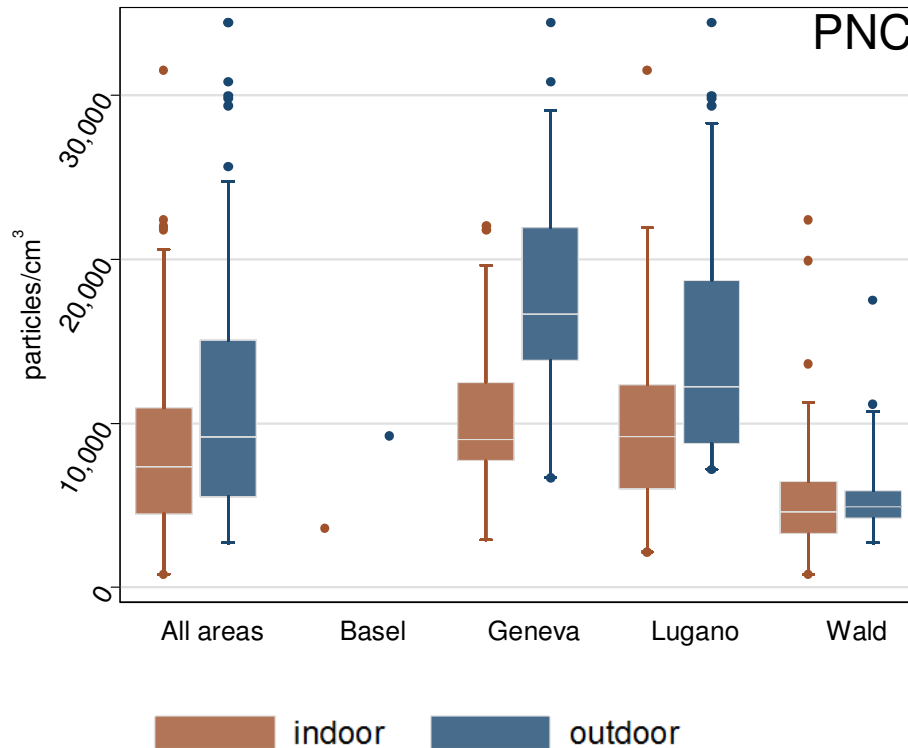 PNC
30,000
20,000
10,000
0
particles/cm³
All areas Basel Geneva Lugano Wald
indoor outdoor